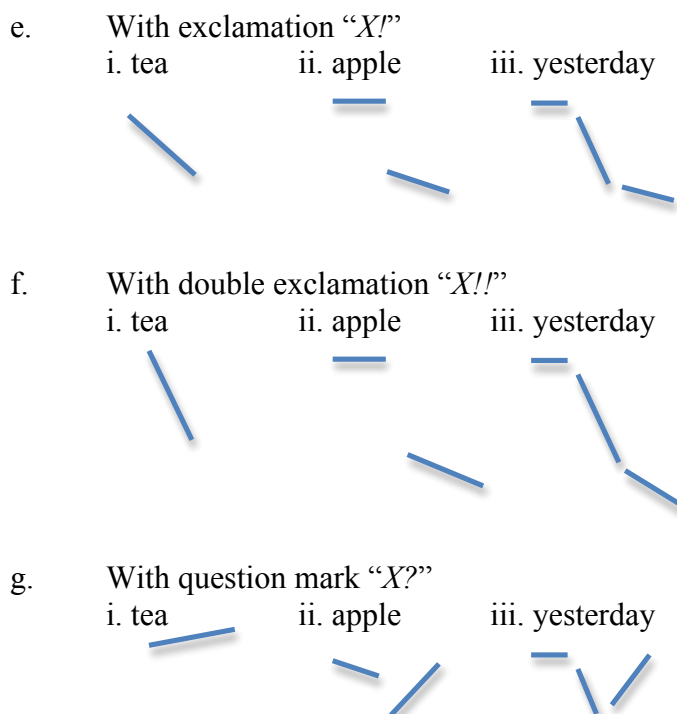 e. With exclamation “X!”
i. tea ii. apple iii. yesterday
f. With double exclamation “X!!”
i. tea ii. apple iii. yesterday
g. With question mark “X?”
i. tea ii. apple iii. yesterday